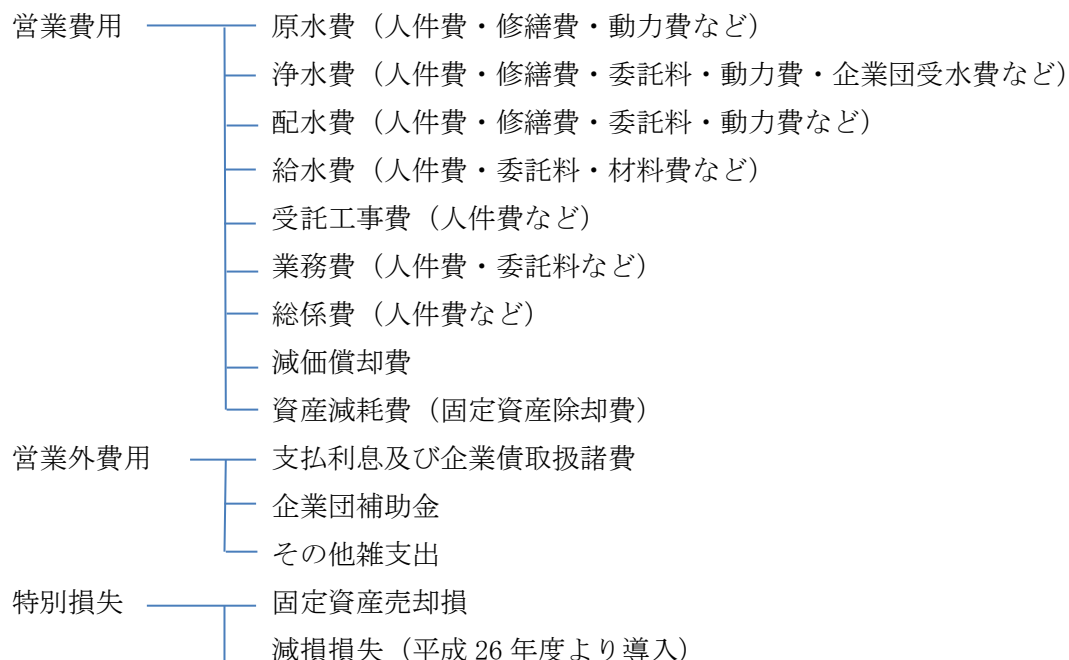 営業費用 原水費（人件費・修繕費・動力費など）
浄水費（人件費・修繕費・委託料・動力費・企業団受水費など）
配水費（人件費・修繕費・委託料・動力費など）
給水費（人件費・委託料・材料費など）
受託工事費（人件費など）
業務費（人件費・委託料など）
総係費（人件費など）
減価償却費
資産減耗費（固定資産除却費）
営業外費用 支払利息及び企業債取扱諸費
企業団補助金
その他雑支出
特別損失 固定資産売却損
減損損失（平成 26 年度より導入）